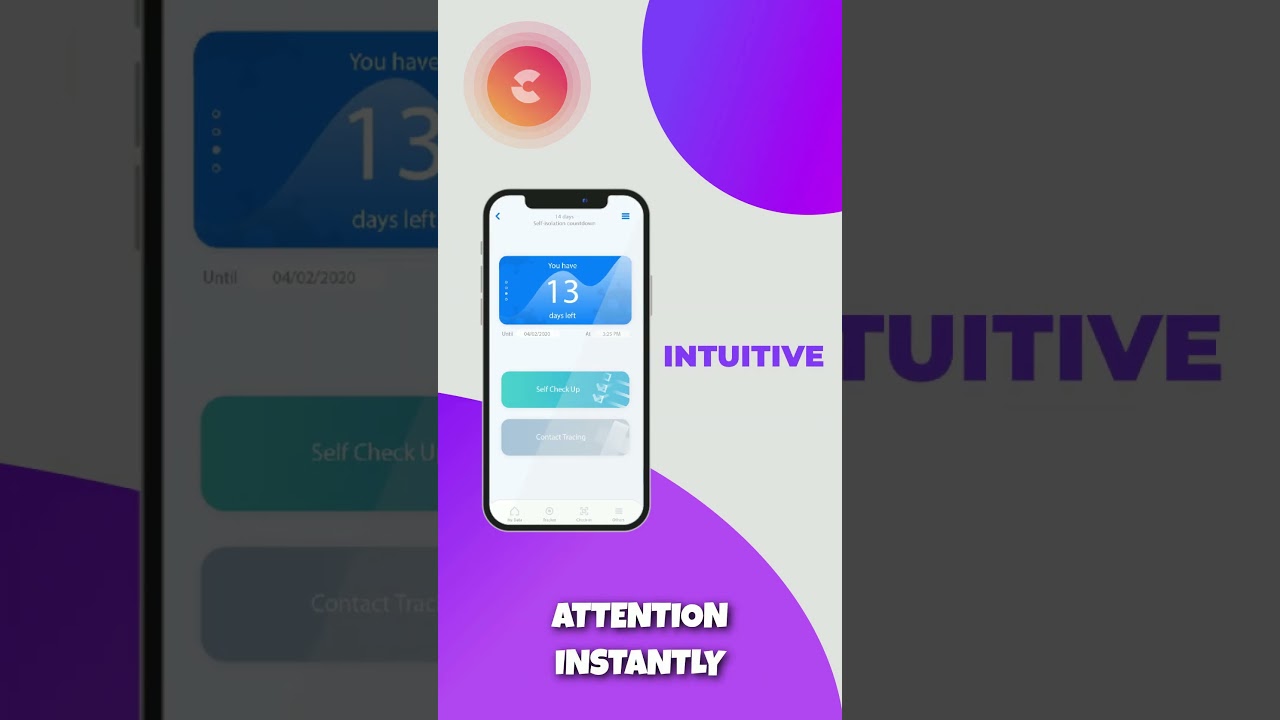 You have
13
days left
Until 04/02/2020
Self Check U
Contact Trac
14 days
Self-isolation countdown
You have
13
days left
Until 04/02/2020 At 3:25 PM
Self Check Up
Contact Tracing
INTUITIVE
TUITIVE
ATTENTION
INSTANTLY